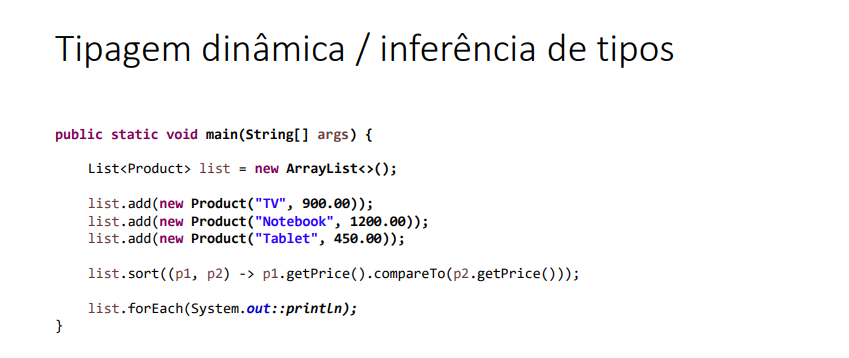 Tipagem dinâmica / inferência de tipos
public static void main(String[] args) {
List<Product> list = new ArrayList<>();
list.add(new Product("TV", 900.00));
list.add(new Product("Notebook", 1200.00));
list.add(new Product("Tablet", 450.00));
list.sort((p1, p2) -> p1.getPrice().compareTo(p2.getPrice()));
list.forEach(System.out::println);
}